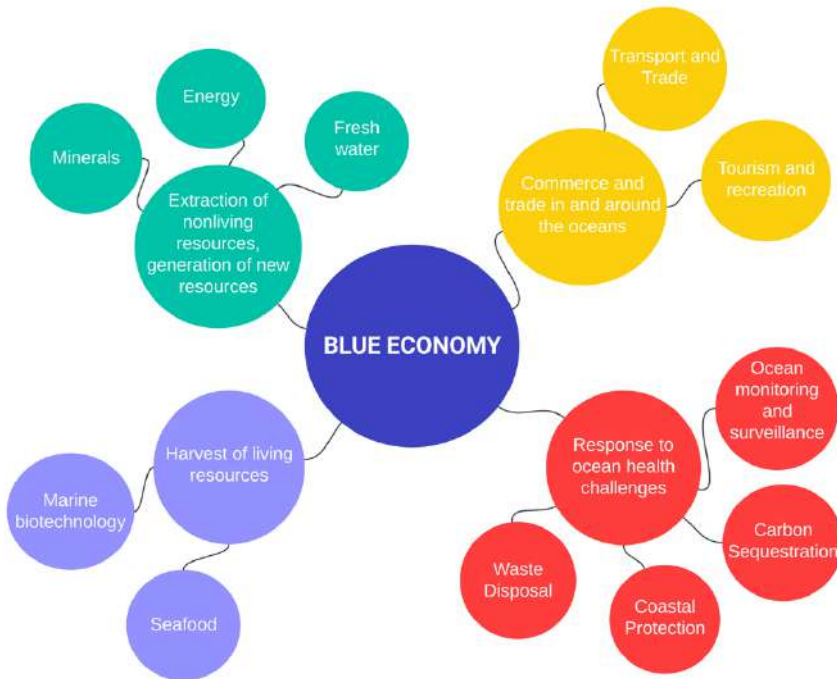 Energy
Minerals
Fresh
water
Extraction of
nonliving
resources,
generation of new
resources
Transport and
Trade
Commerce and
trade in and around
the oceans
Tourism and
recreation
BLUE ECONOMY
Harvest of living
resources
Marine
biotechnology
Seafood
Response to
ocean health
challenges
Ocean
monitoring
and
surveillance
Carbon
Sequestration
Waste
Disposal
Coastal
Protection